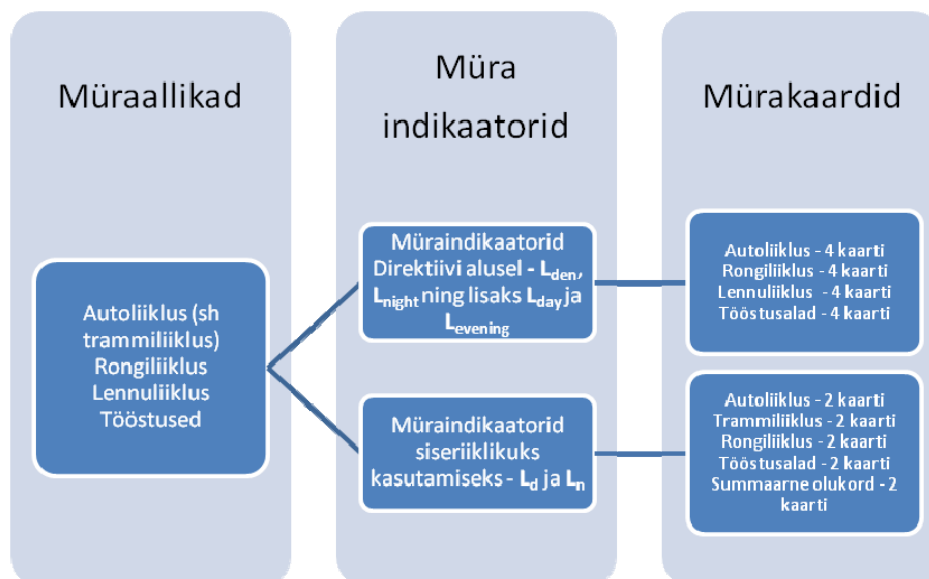 Müraallikad
Autoliiklus (sh
trammiliiklus)
Rongiliiklus
Lennuliiklus
Tööstused
Müra
indikaatorid
Müraindikaatorid
Direktiivi alusel - Lden,
Lnight ning lisaks Lday ja
Levening
Müraindikaatorid
siseriiklikuks
kasutamiseks - Ld ja Ln
Mürakaardid
Autoliiklus - 4 kaarti
Rongiliiklus - 4 kaarti
Lennuliiklus - 4 kaarti
Tööstusalad - 4 kaarti
Autoliiklus - 2 kaarti
Trammiliiklus - 2 kaarti
Rongiliiklus - 2 kaarti
Tööstusalad - 2 kaarti
Summaarne olukord - 2
kaarti